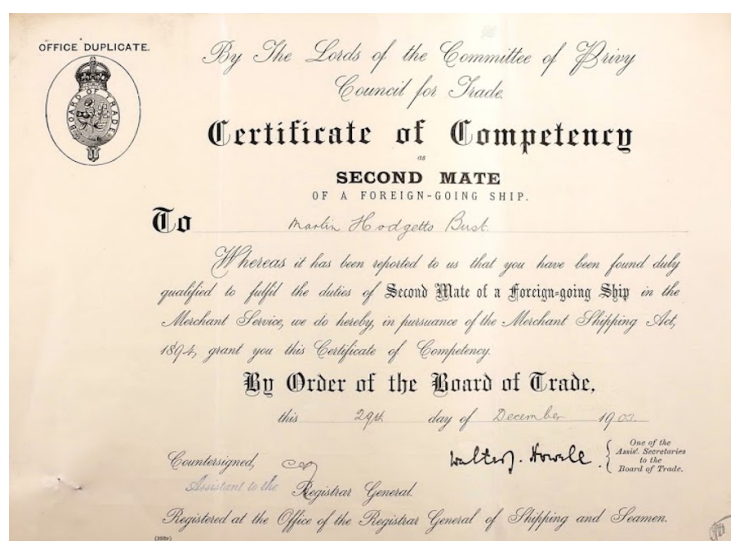 OFFICE DUPLICATE.
BOARD OF TRADE
By The Lords of the Committee of Privy
Council for Trade.
Certificate of Competency
as
SECOND MATE
OF A FOREIGN-GOING SHIP.
To Martin Hodgetts Bust.
Whereas it has been reported to us that you have been found duly
qualified to fulfil the duties of Second Mate of a Foreign-going Ship in the
Merchant Service, we do hereby, in pursuance of the Merchant Shipping Act,
1894, grant you this Certificate of Competency.
By Order of the Board of Trade,
this 29th day of December 1903.
Countersigned,
Walter J. Howell.
One of the
Assist. Secretaries
to the
Board of Trade.
Assistant to the Registrar General.
Registered at the Office of the Registrar General of Shipping and Seamen.